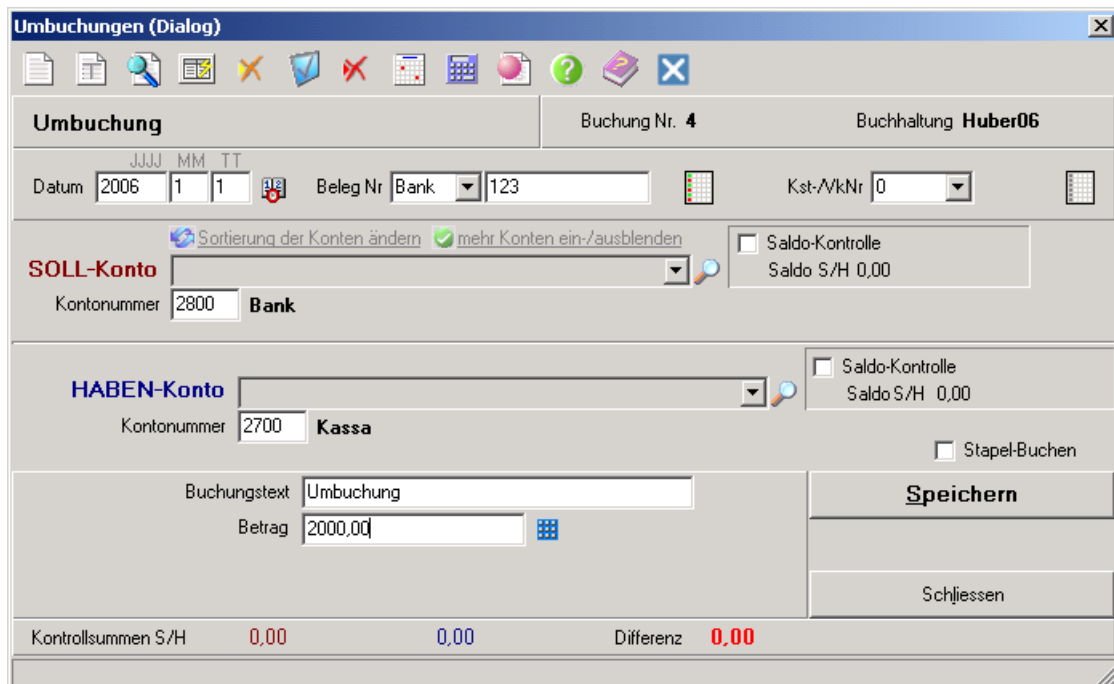 Umbuchungen (Dialog)
Umbuchung Buchung Nr. 4 Buchhaltung Huber06
JJJJ MM TT
Datum 2006 1 1 Beleg Nr Bank 123 Kst-/VkNr 0
Sortierung der Konten ändern mehr Konten ein-/ausblenden Saldo-Kontrolle
SOLL-Konto Saldo S/H 0,00
Kontonummer 2800 Bank
Saldo-Kontrolle
HABEN-Konto Saldo S/H 0,00
Kontonummer 2700 Kassa
Stapel-Buchen
Buchungstext Umbuchung Speichern
Betrag 2000,00
Schliessen
Kontrollsummen S/H 0,00 0,00 Differenz 0,00